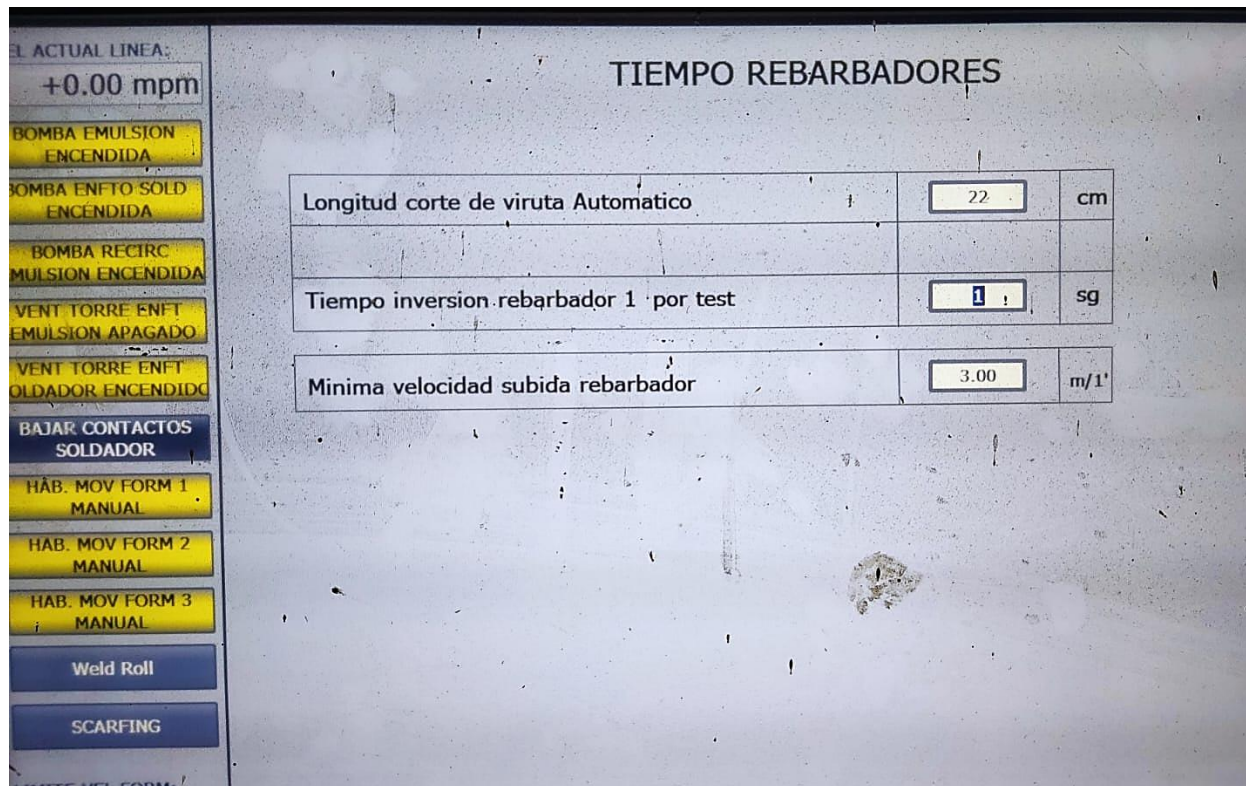 EL ACTUAL LINEA:
+0.00 mpm
BOMBA EMULSION
ENCENDIDA
BOMBA ENFTO SOLD
ENCENDIDA
BOMBA RECIRC
MULSION ENCENDIDA
VENT TORRE ENFT
EMULSION APAGADO
VENT TORRE ENFT
OLDADOR ENCENDIDO
BAJAR CONTACTOS
SOLDADOR
HAB. MOV FORM 1
MANUAL
HAB. MOV FORM 2
MANUAL
HAB. MOV FORM 3
MANUAL
Weld Roll
SCARFING
TIEMPO REBARBADORES
Longitud corte de viruta Automatico 22 cm
Tiempo inversion rebarbador 1 por test 1 sg
Minima velocidad subida rebarbador 3.00 m/1'